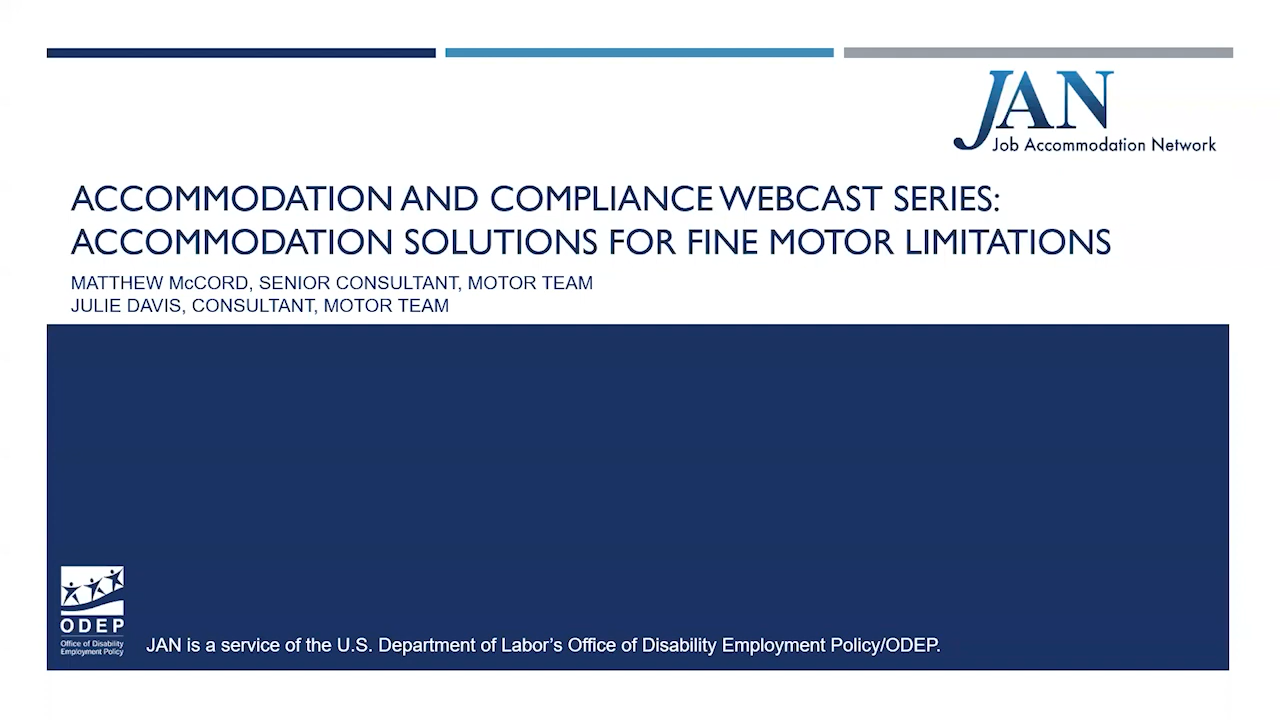 JAN
Job Accommodation Network
ACCOMMODATION AND COMPLIANCE WEBCAST SERIES:
ACCOMMODATION SOLUTIONS FOR FINE MOTOR LIMITATIONS
MATTHEW McCORD, SENIOR CONSULTANT, MOTOR TEAM
JULIE DAVIS, CONSULTANT, MOTOR TEAM
ODEP
Office of Disability
Employment Policy
JAN is a service of the U.S. Department of Labor’s Office of Disability Employment Policy/ODEP.